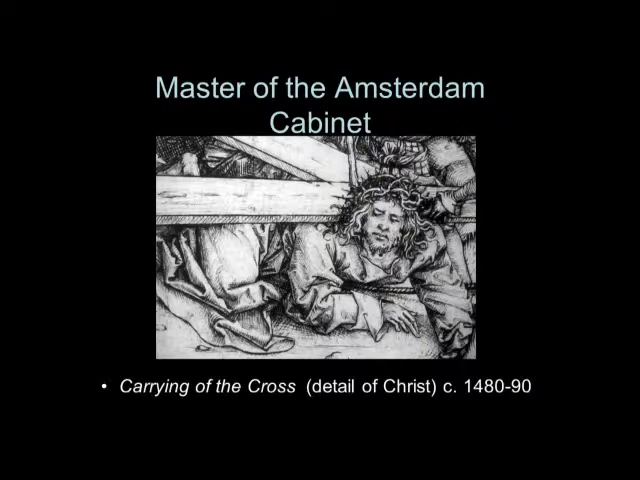 Master of the Amsterdam
Cabinet
• Carrying of the Cross (detail of Christ) c. 1480-90